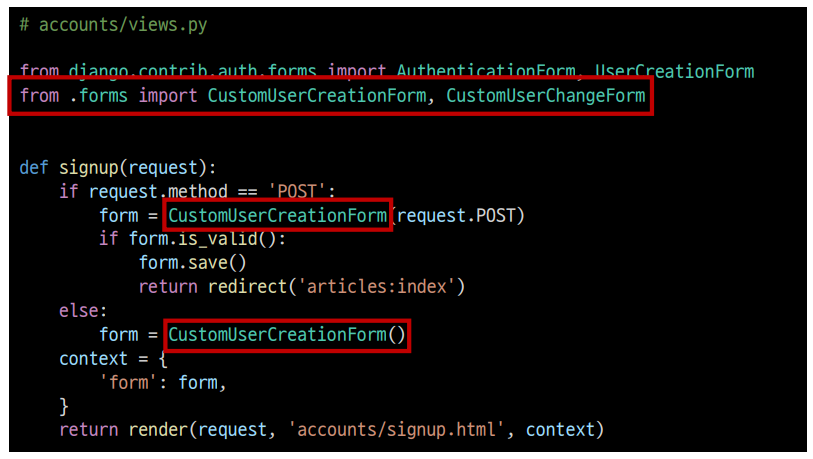 # accounts/views.py
from django.contrib.auth.forms import AuthenticationForm, UserCreationForm
from .forms import CustomUserCreationForm, CustomUserChangeForm
def signup(request):
    if request.method == 'POST':
        form = CustomUserCreationForm(request.POST)
        if form.is_valid():
            form.save()
            return redirect('articles:index')
    else:
        form = CustomUserCreationForm()
    context = {
        'form': form,
    }
    return render(request, 'accounts/signup.html', context)